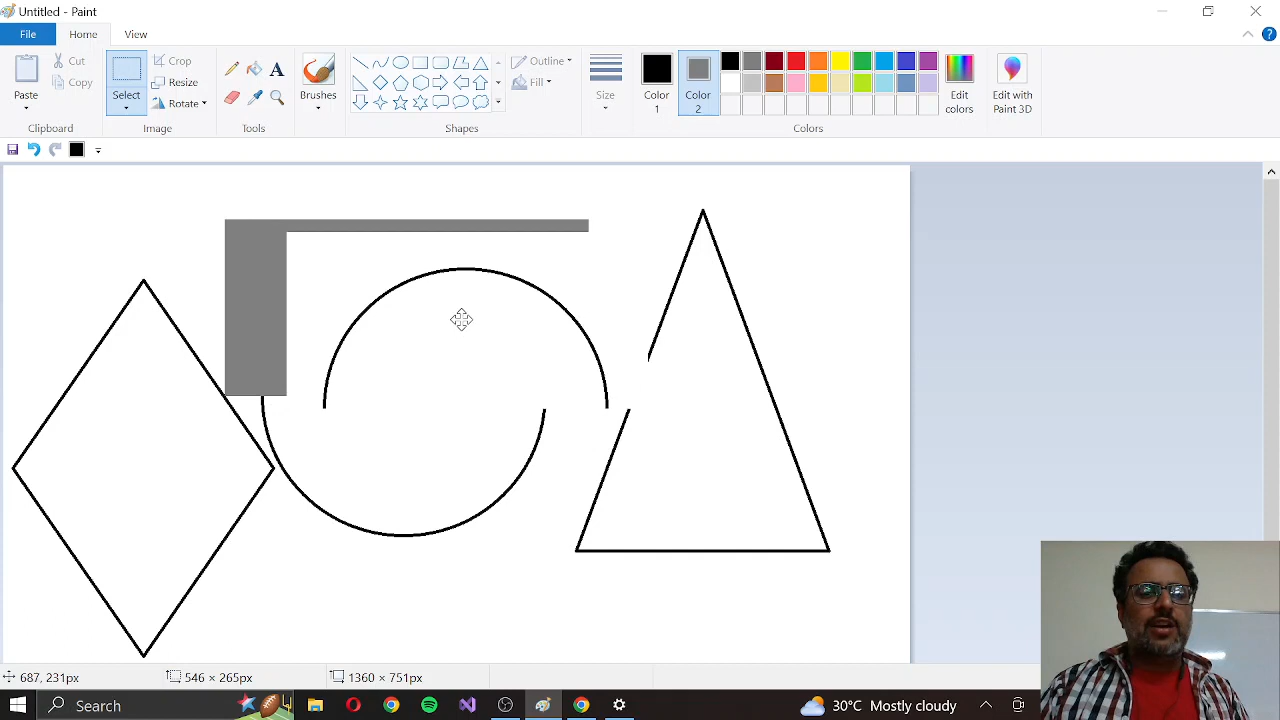 Untitled - Paint
File Home View
Paste
Cut
Copy
Clipboard
Select
Crop
Resize
Rotate
Image
A
Tools
Brushes
Outline
Fill
Shapes
Size
Color 1
Color 2
Edit colors
Colors
Edit with Paint 3D
687, 231px 546 × 265px 1360 × 751px
Search 30°C Mostly cloudy